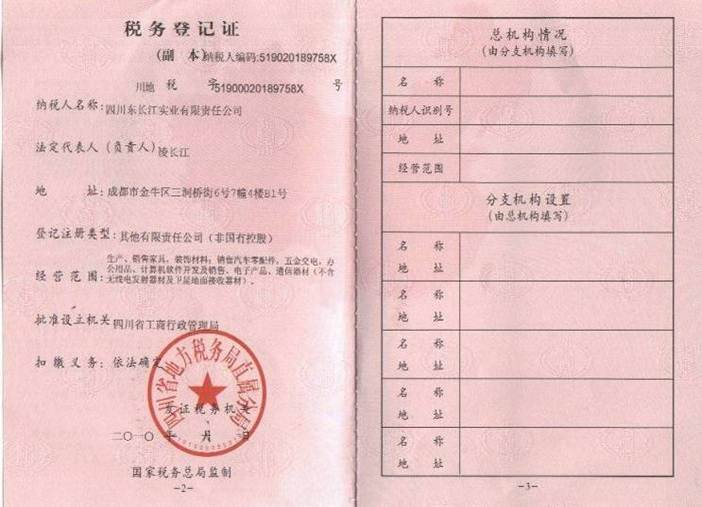 税务登记证
(副 本)纳税人编码:519020189758X
川地 税 字51900020189758X 号
纳税人名称:四川东长江实业有限责任公司
法定代表人(负责人)陵长江
地 址:成都市金牛区三洞桥街6号7幢4楼B1号
登记注册类型:其他有限责任公司(非国有控股)
经营范围:生产、销售家具、装饰材料;销售汽车零配件、五金交电、办
公用品、计算机软件开发及销售、电子产品、通信器材(不含
无线电发射器材及卫星地面接收器材)。
批准设立机关:四川省工商行政管理局
扣缴义务:依法确定
四川省地方税务局直属分局
发证税务机关
二〇一〇年 月 日
国家税务总局监制
-2-
总机构情况
(由分支机构填写)
名 称
纳税人识别号
地 址
经营范围
分支机构设置
(由总机构填写)
名 称
地 址
名 称
地 址
名 称
地 址
名 称
地 址
名 称
地 址
-3-